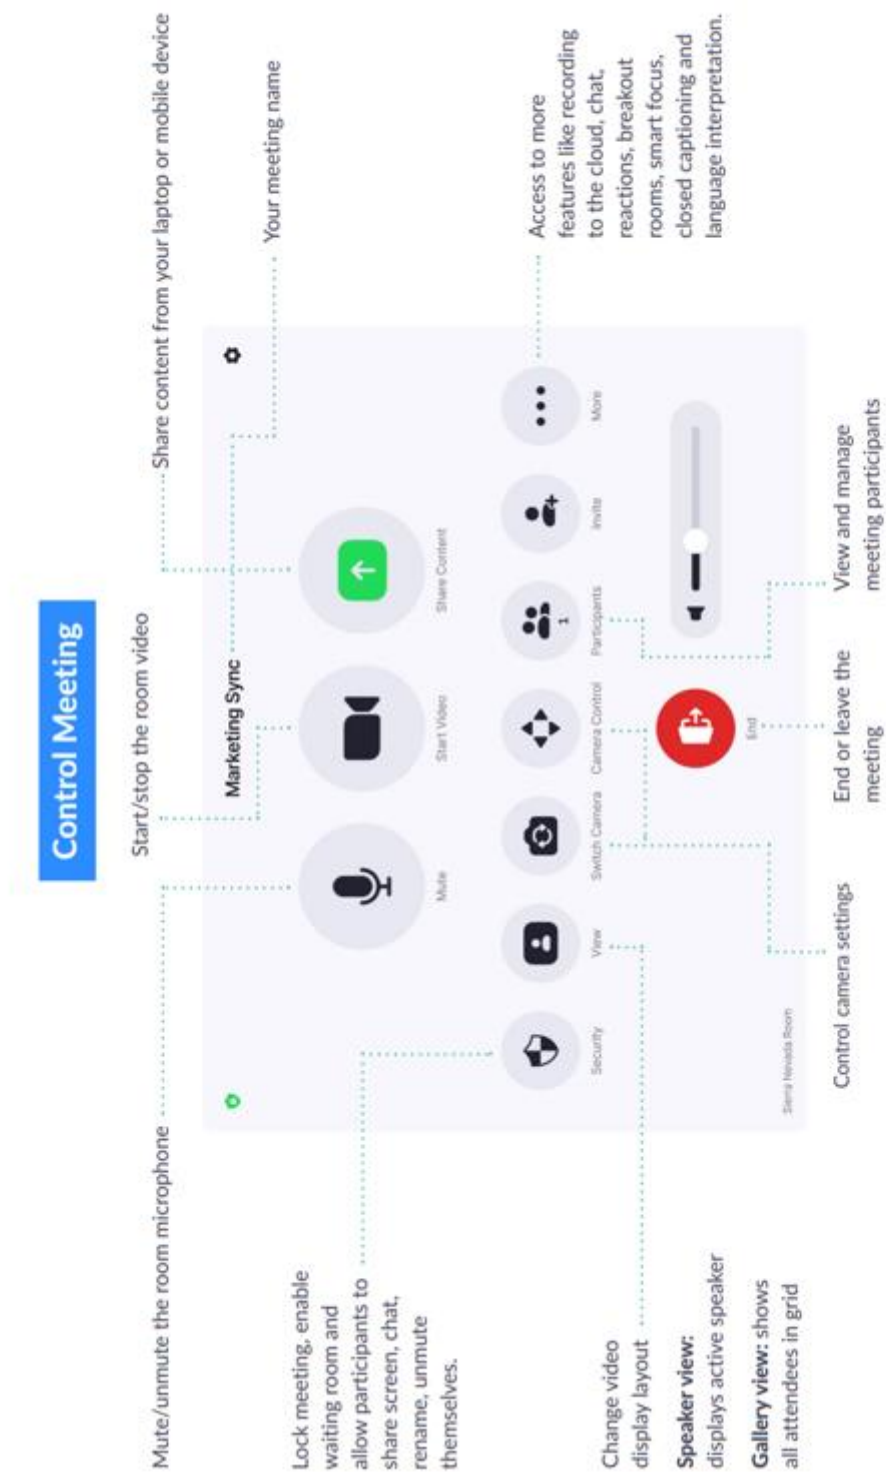 Control Meeting
Mute/unmute the room microphone
Start/stop the room video
Share content from your laptop or mobile device
Your meeting name
Marketing Sync
Mute
Start Video
Share Content
Lock meeting, enable
waiting room and
allow participants to
share screen, chat,
rename, unmute
themselves.
Security
View
Switch Camera
Camera Control
1
Participants
Invite
More
Access to more
features like recording
to the cloud, chat,
reactions, breakout
rooms, smart focus,
closed captioning and
language interpretation.
Change video
display layout
Speaker view:
displays active speaker
Gallery view: shows
all attendees in grid
End
Sierra Nevada Room
Control camera settings
End or leave the
meeting
View and manage
meeting participants